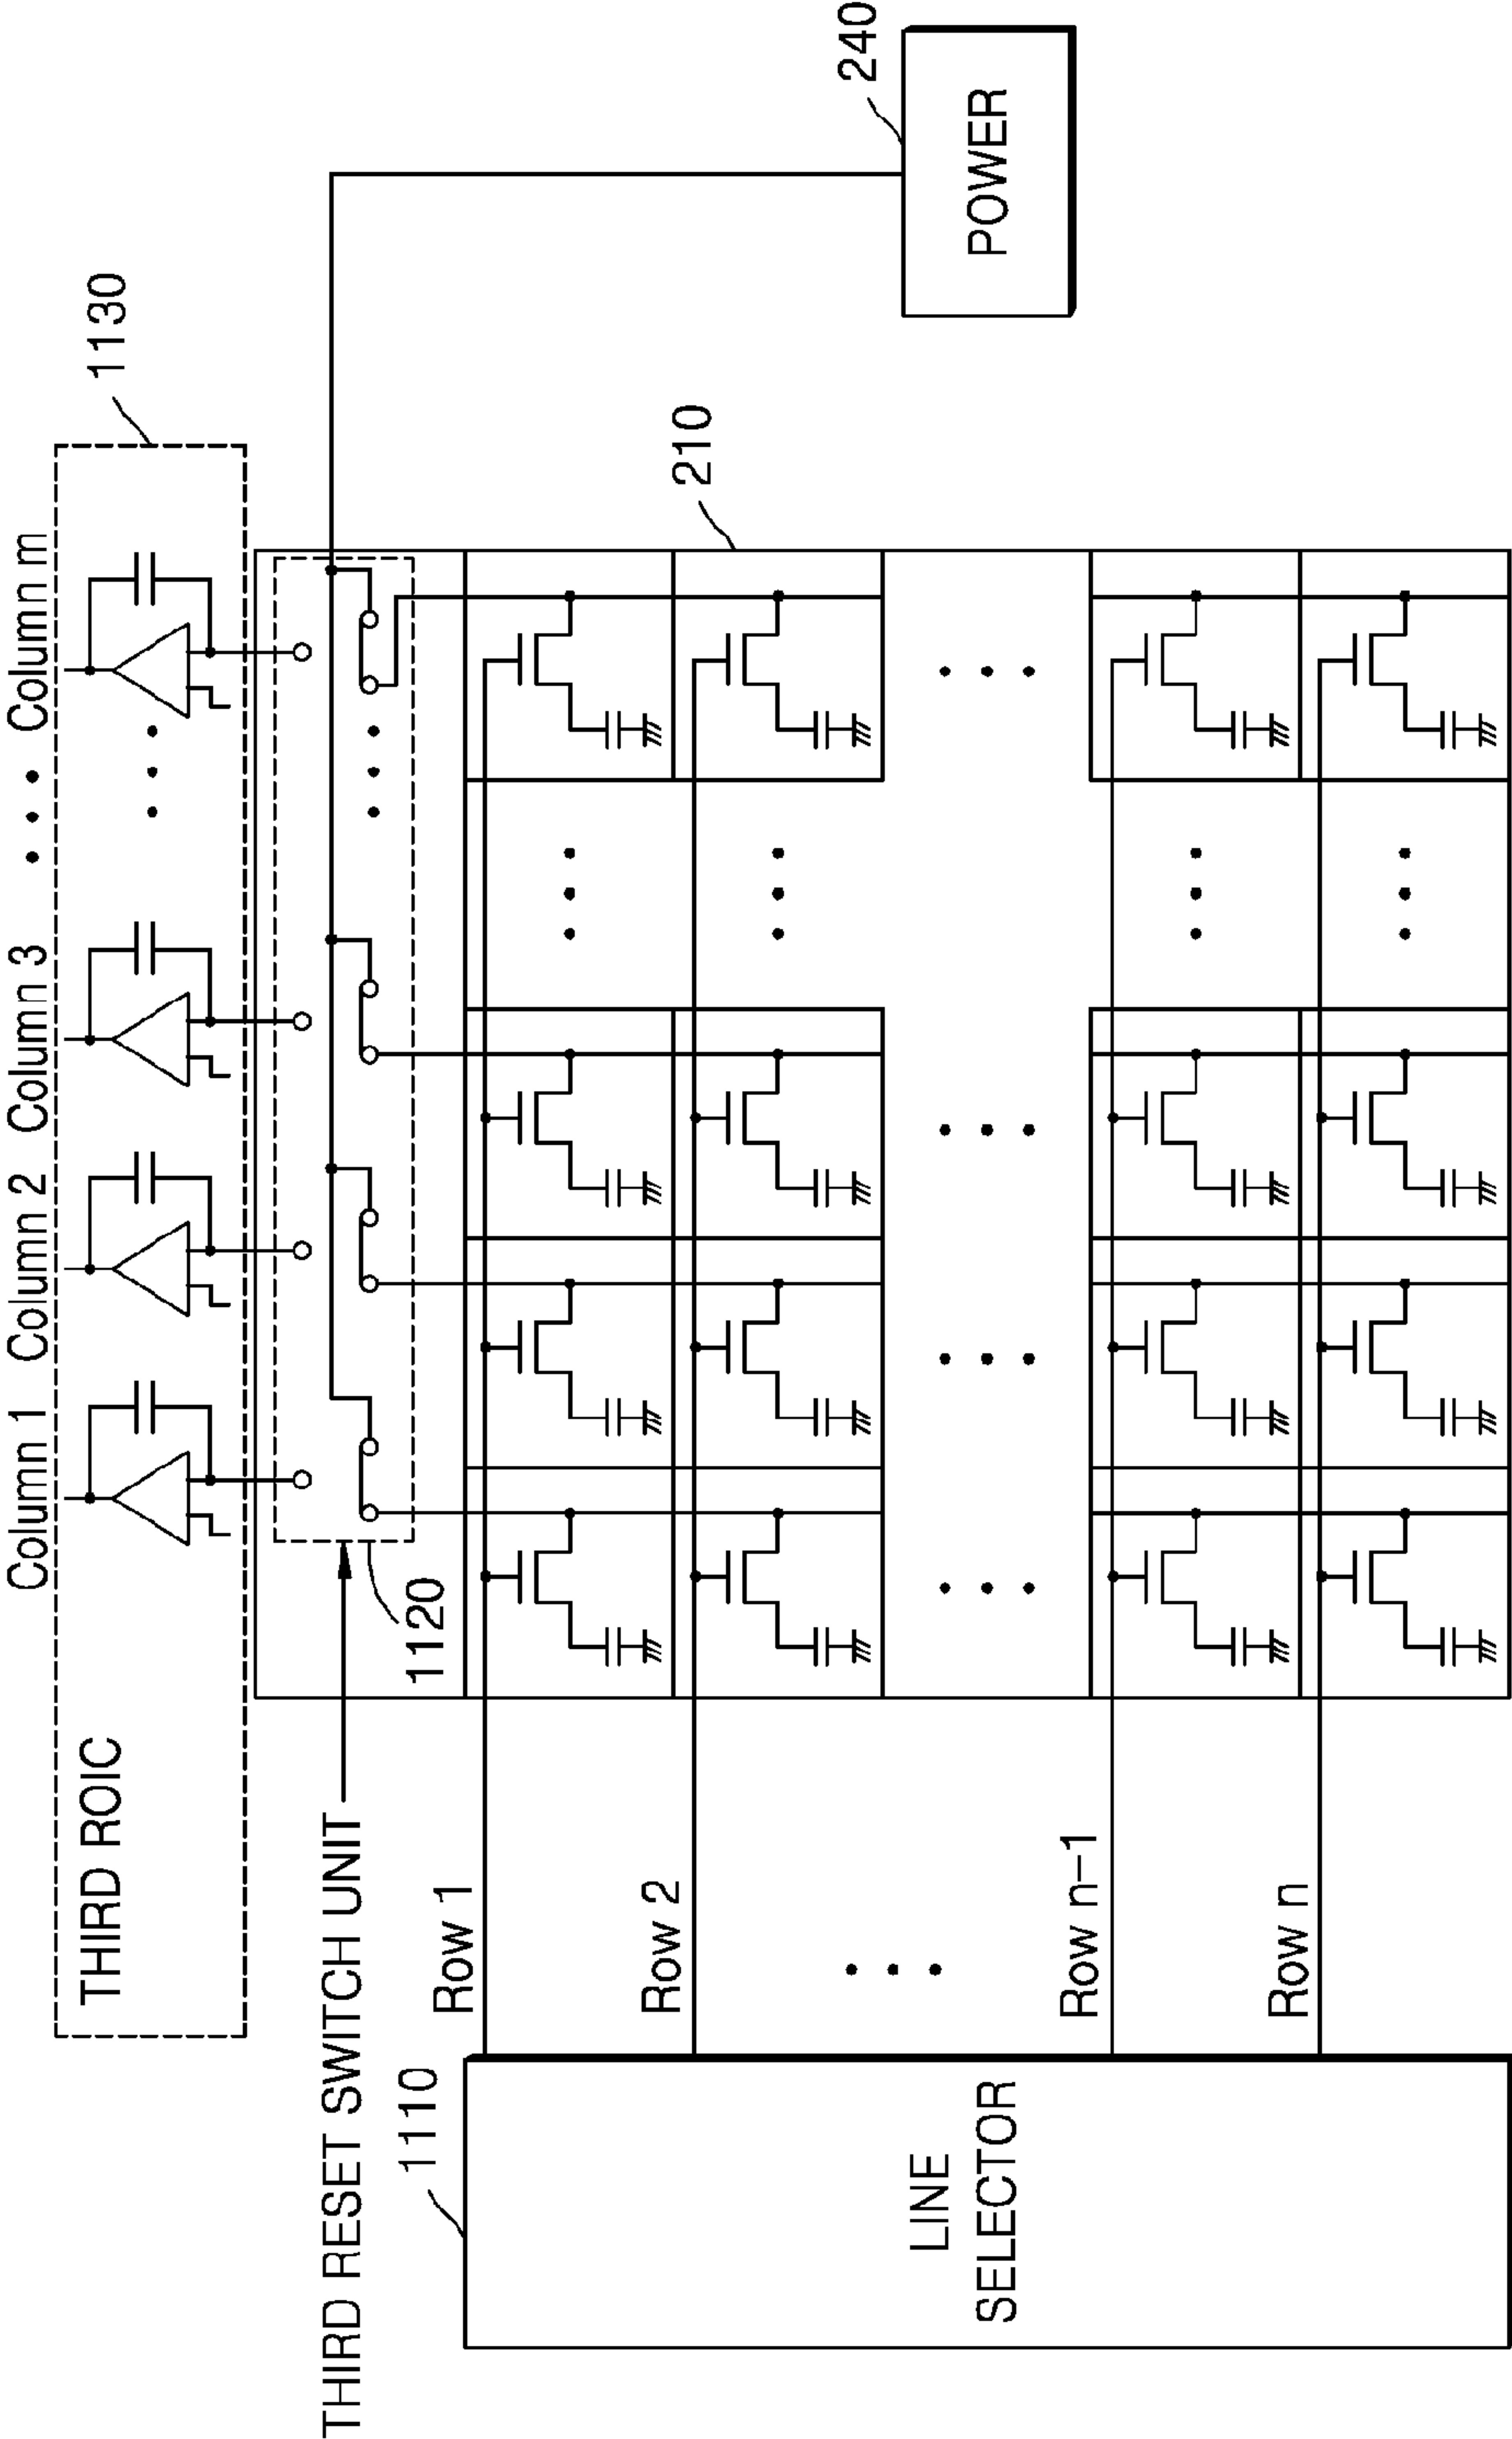 Column 1
Column 2
Column 3
Column m
THIRD ROIC
1130
THIRD RESET SWITCH UNIT
1120
240
POWER
210
1110
LINE
SELECTOR
Row 1
Row 2
Row n-1
Row n